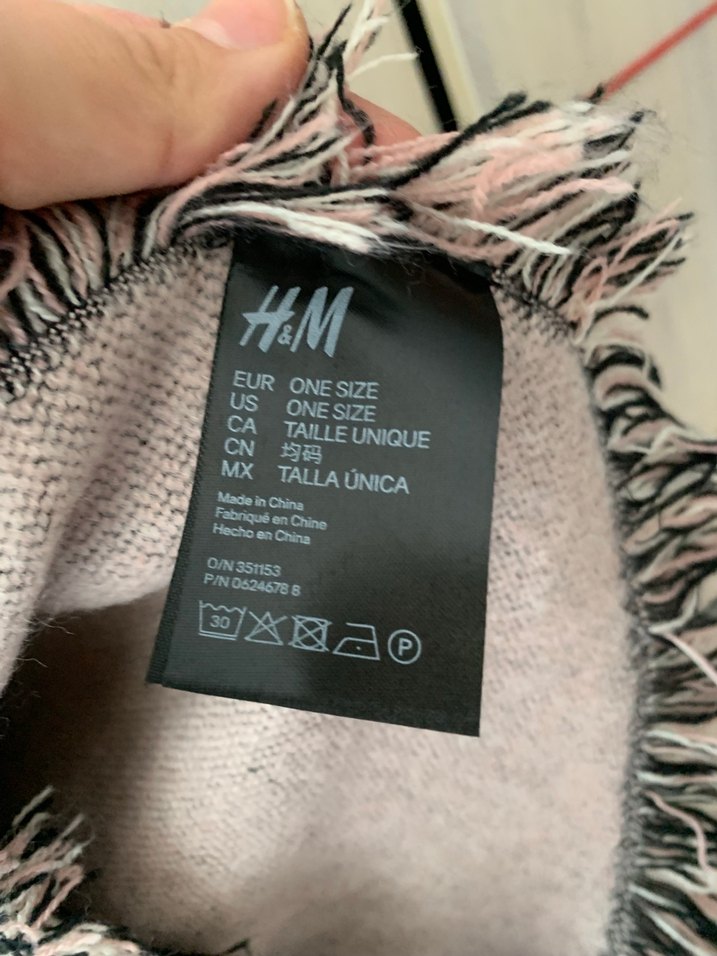 H&M
EUR ONE SIZE
US ONE SIZE
CA TAILLE UNIQUE
CN 均码
MX TALLA ÚNICA
Made in China
Fabriqué en Chine
Hecho en China
O/N 351153
P/N 0624678 8
30 P